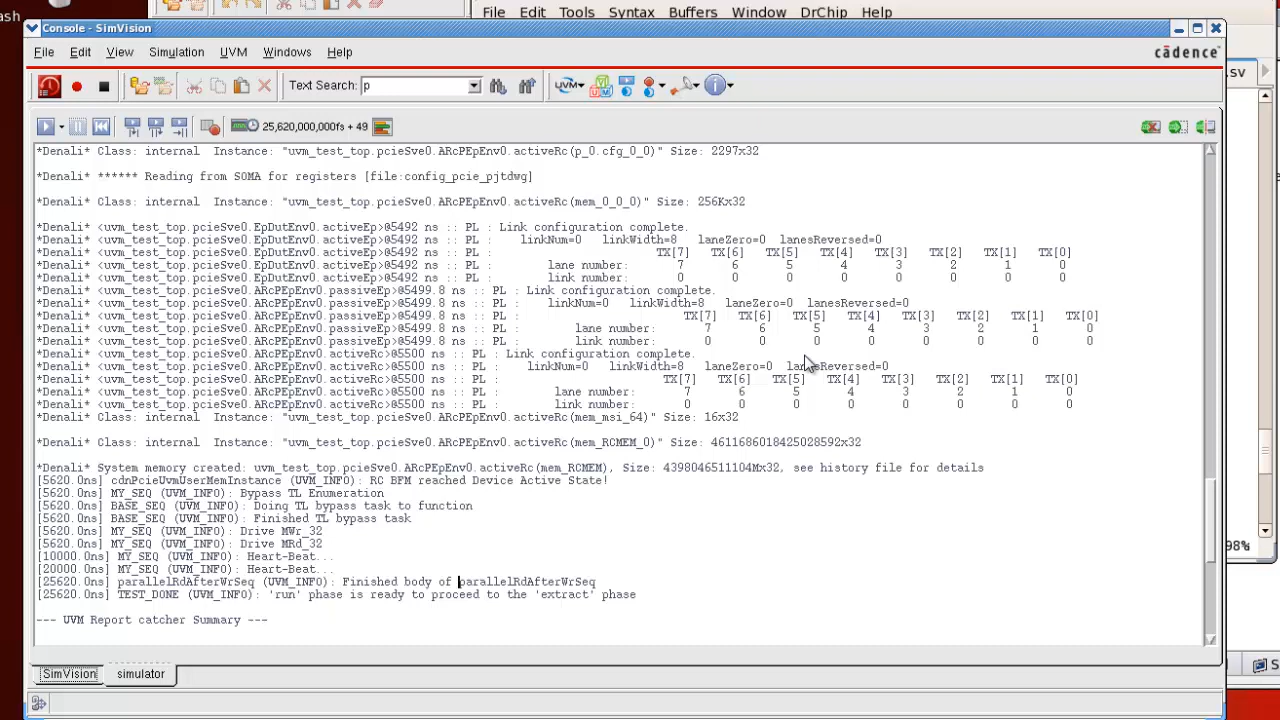 ash
File Edit Tools Syntax Buffers Window DrChip Help
Console - SimVision
File Edit View Simulation UVM Windows Help
cādence
.sv
Text Search: p
25,620,000,000fs + 49
*Denali* Class: internal Instance: "uvm_test_top.pcieSve0.ARcPEpEnv0.activeRc(p_0.cfg_0_0)" Size: 2297x32
*Denali* ****** Reading from SOMA for registers [file:config_pcie_pjtdwg]
*Denali* Class: internal Instance: "uvm_test_top.pcieSve0.ARcPEpEnv0.activeRc(mem_0_0_0)" Size: 256Kx32
*Denali* <uvm_test_top.pcieSve0.EpDutEnv0.activeEp>@5492 ns :: PL : Link configuration complete.
*Denali* <uvm_test_top.pcieSve0.EpDutEnv0.activeEp>@5492 ns :: PL : linkNum=0 linkWidth=8 laneZero=0 lanesReversed=0
*Denali* <uvm_test_top.pcieSve0.EpDutEnv0.activeEp>@5492 ns :: PL : TX[7] TX[6] TX[5] TX[4] TX[3] TX[2] TX[1] TX[0]
*Denali* <uvm_test_top.pcieSve0.EpDutEnv0.activeEp>@5492 ns :: PL : lane number: 7 6 5 4 3 2 1 0
*Denali* <uvm_test_top.pcieSve0.EpDutEnv0.activeEp>@5492 ns :: PL : link number: 0 0 0 0 0 0 0 0
*Denali* <uvm_test_top.pcieSve0.ARcPEpEnv0.passiveEp>@5499.8 ns :: PL : Link configuration complete.
*Denali* <uvm_test_top.pcieSve0.ARcPEpEnv0.passiveEp>@5499.8 ns :: PL : linkNum=0 linkWidth=8 laneZero=0 lanesReversed=0
*Denali* <uvm_test_top.pcieSve0.ARcPEpEnv0.passiveEp>@5499.8 ns :: PL : TX[7] TX[6] TX[5] TX[4] TX[3] TX[2] TX[1] TX[0]
*Denali* <uvm_test_top.pcieSve0.ARcPEpEnv0.passiveEp>@5499.8 ns :: PL : lane number: 7 6 5 4 3 2 1 0
*Denali* <uvm_test_top.pcieSve0.ARcPEpEnv0.passiveEp>@5499.8 ns :: PL : link number: 0 0 0 0 0 0 0 0
*Denali* <uvm_test_top.pcieSve0.ARcPEpEnv0.activeRc>@5500 ns :: PL : Link configuration complete.
*Denali* <uvm_test_top.pcieSve0.ARcPEpEnv0.activeRc>@5500 ns :: PL : linkNum=0 linkWidth=8 laneZero=0 lanesReversed=0
*Denali* <uvm_test_top.pcieSve0.ARcPEpEnv0.activeRc>@5500 ns :: PL : TX[7] TX[6] TX[5] TX[4] TX[3] TX[2] TX[1] TX[0]
*Denali* <uvm_test_top.pcieSve0.ARcPEpEnv0.activeRc>@5500 ns :: PL : lane number: 7 6 5 4 3 2 1 0
*Denali* <uvm_test_top.pcieSve0.ARcPEpEnv0.activeRc>@5500 ns :: PL : link number: 0 0 0 0 0 0 0 0
*Denali* Class: internal Instance: "uvm_test_top.pcieSve0.ARcPEpEnv0.activeRc(mem_msi_64)" Size: 16x32
*Denali* Class: internal Instance: "uvm_test_top.pcieSve0.ARcPEpEnv0.activeRc(mem_RCMEM_0)" Size: 4611686018425028592x32
*Denali* System memory created: uvm_test_top.pcieSve0.ARcPEpEnv0.activeRc(mem_RCMEM), Size: 4398046511104Mx32, see history file for details
[5620.0ns] cdnPcieUvmUserMemInstance (UVM_INFO): RC BFM reached Device Active State!
[5620.0ns] MY_SEQ (UVM_INFO): Bypass TL Enumeration
[5620.0ns] BASE_SEQ (UVM_INFO): Doing TL bypass task to function
[5620.0ns] BASE_SEQ (UVM_INFO): Finished TL bypass task
[5620.0ns] MY_SEQ (UVM_INFO): Drive MWr_32
[5620.0ns] MY_SEQ (UVM_INFO): Drive MRd_32
[10000.0ns] MY_SEQ (UVM_INFO): Heart-Beat...
[20000.0ns] MY_SEQ (UVM_INFO): Heart-Beat...
[25620.0ns] parallelRdAfterWrSeq (UVM_INFO): Finished body of parallelRdAfterWrSeq
[25620.0ns] TEST_DONE (UVM_INFO): 'run' phase is ready to proceed to the 'extract' phase
--- UVM Report catcher Summary ---
98%
SimVision simulator
S